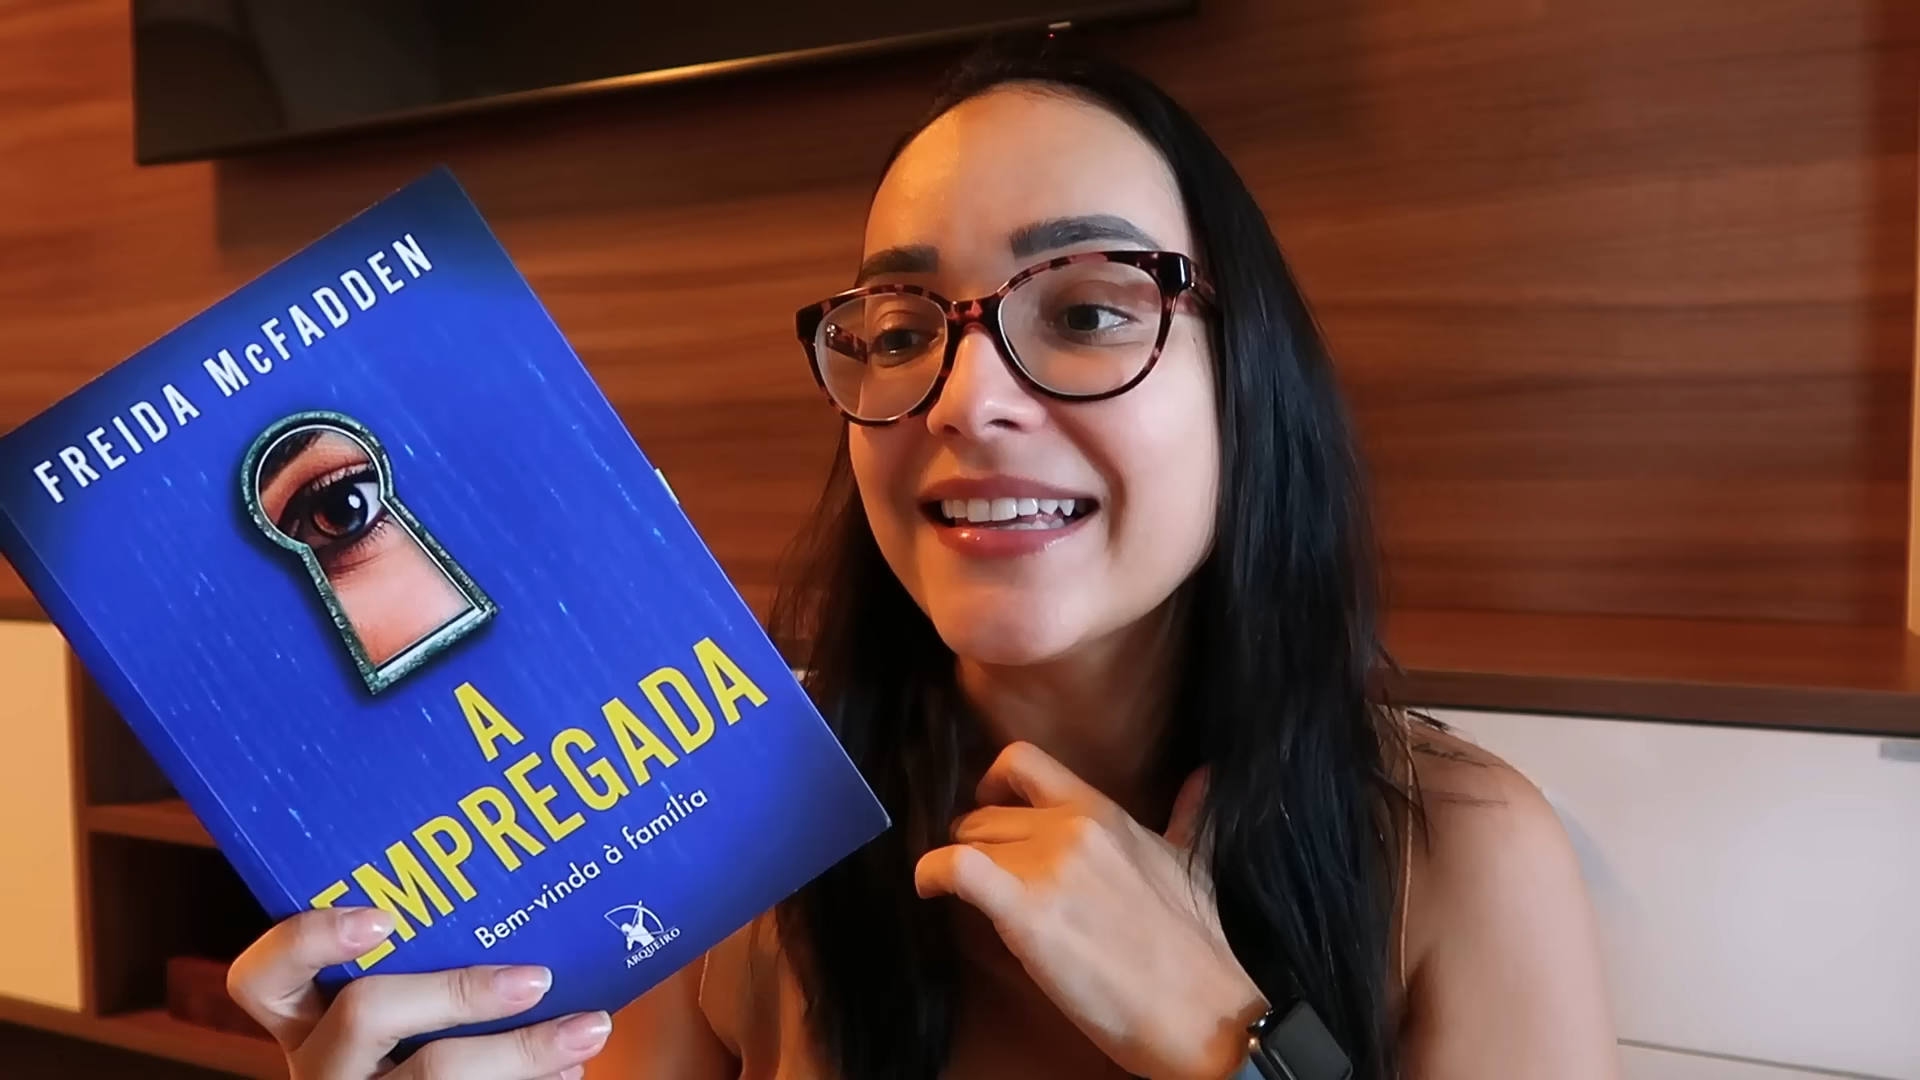 FREIDA McFADDEN
A
EMPREGADA
Bem-vinda à família
ARQUEIRO